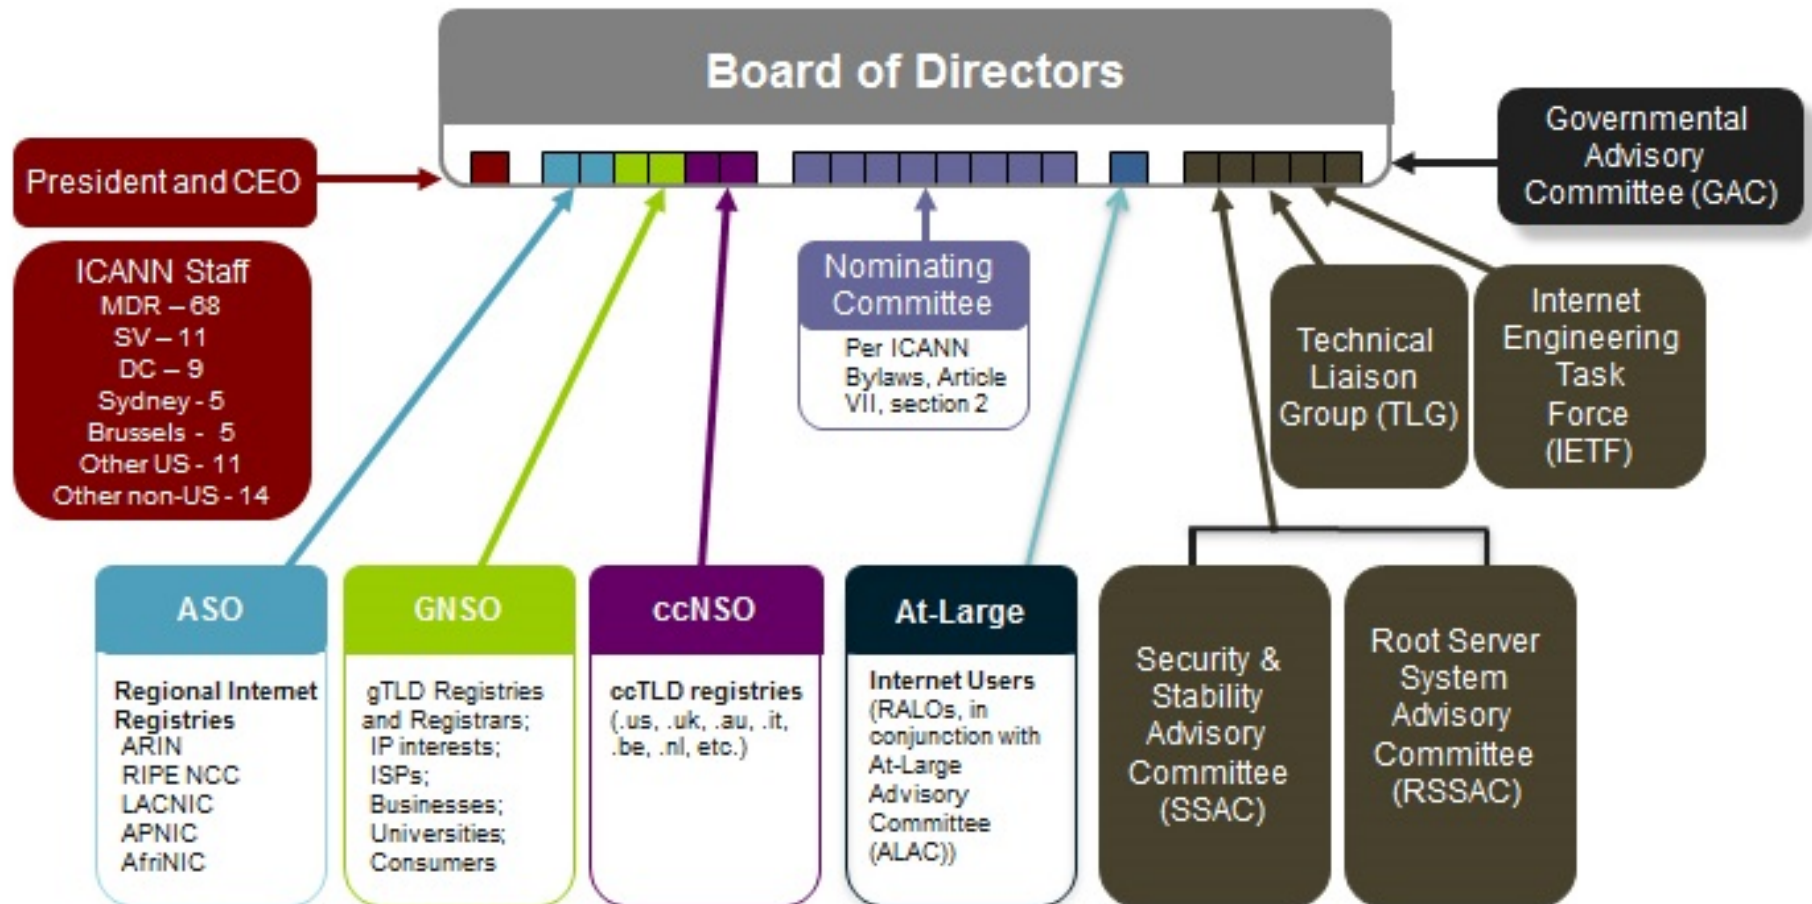 Board of Directors
President and CEO
ICANN Staff
MDR – 68
SV – 11
DC – 9
Sydney - 5
Brussels - 5
Other US - 11
Other non-US - 14
Governmental
Advisory
Committee (GAC)
Nominating
Committee
Per ICANN
Bylaws, Article
VII, section 2
Technical
Liaison
Group (TLG)
Internet
Engineering
Task
Force
(IETF)
ASO
Regional Internet
Registries
ARIN
RIPE NCC
LACNIC
APNIC
AfriNIC
GNSO
gTLD Registries
and Registrars;
IP interests;
ISPs;
Businesses;
Universities;
Consumers
ccNSO
ccTLD registries
(.us, .uk, .au, .it,
.be, .nl, etc.)
At-Large
Internet Users
(RALOs, in
conjunction with
At-Large
Advisory
Committee
(ALAC))
Security &
Stability
Advisory
Committee
(SSAC)
Root Server
System
Advisory
Committee
(RSSAC)